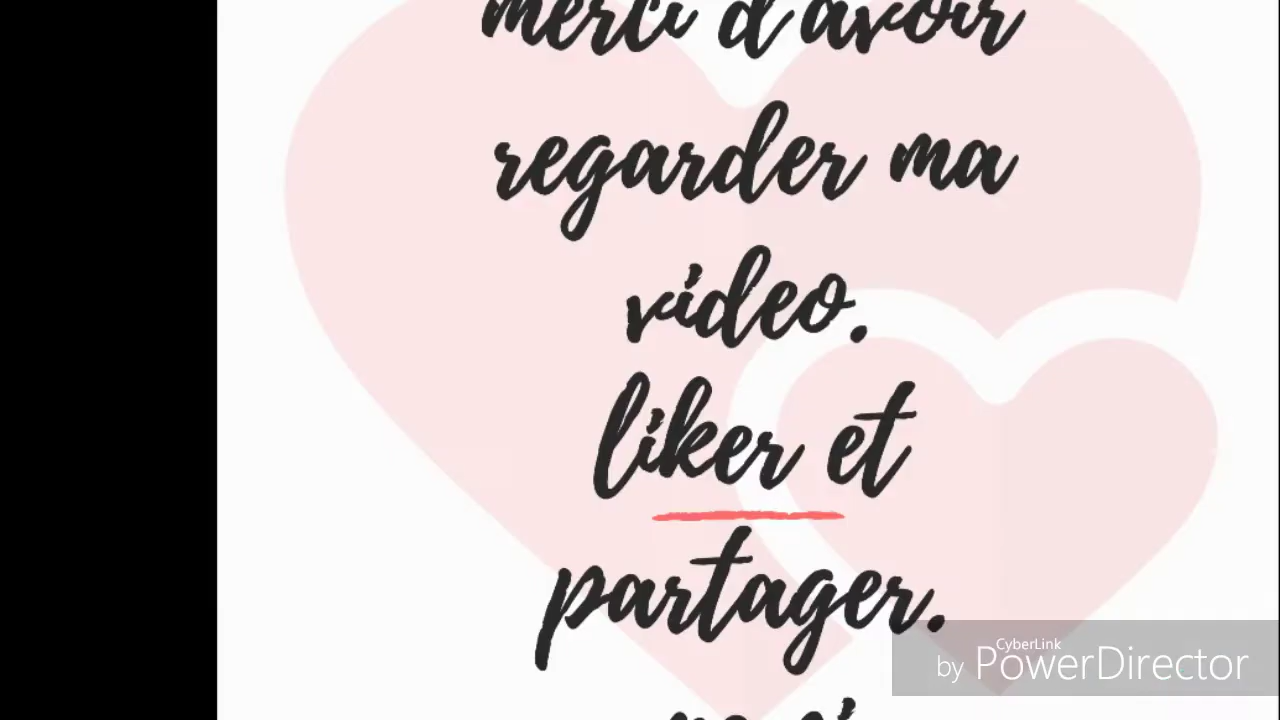 merci d'avoir
regarder ma
video.
liker et
partager.
CyberLink
by PowerDirector